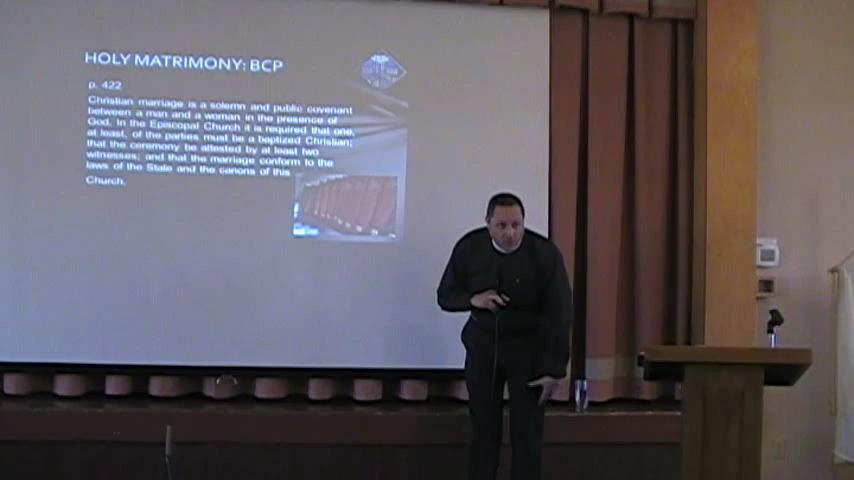 HOLY MATRIMONY: BCP
p. 422
Christian marriage is a solemn and public covenant
between a man and a woman in the presence of
God. In the Episcopal Church it is required that one,
at least, of the parties must be a baptized Christian;
that the ceremony be attested by at least two
witnesses; and that the marriage conform to the
laws of the State and the canons of this
Church.